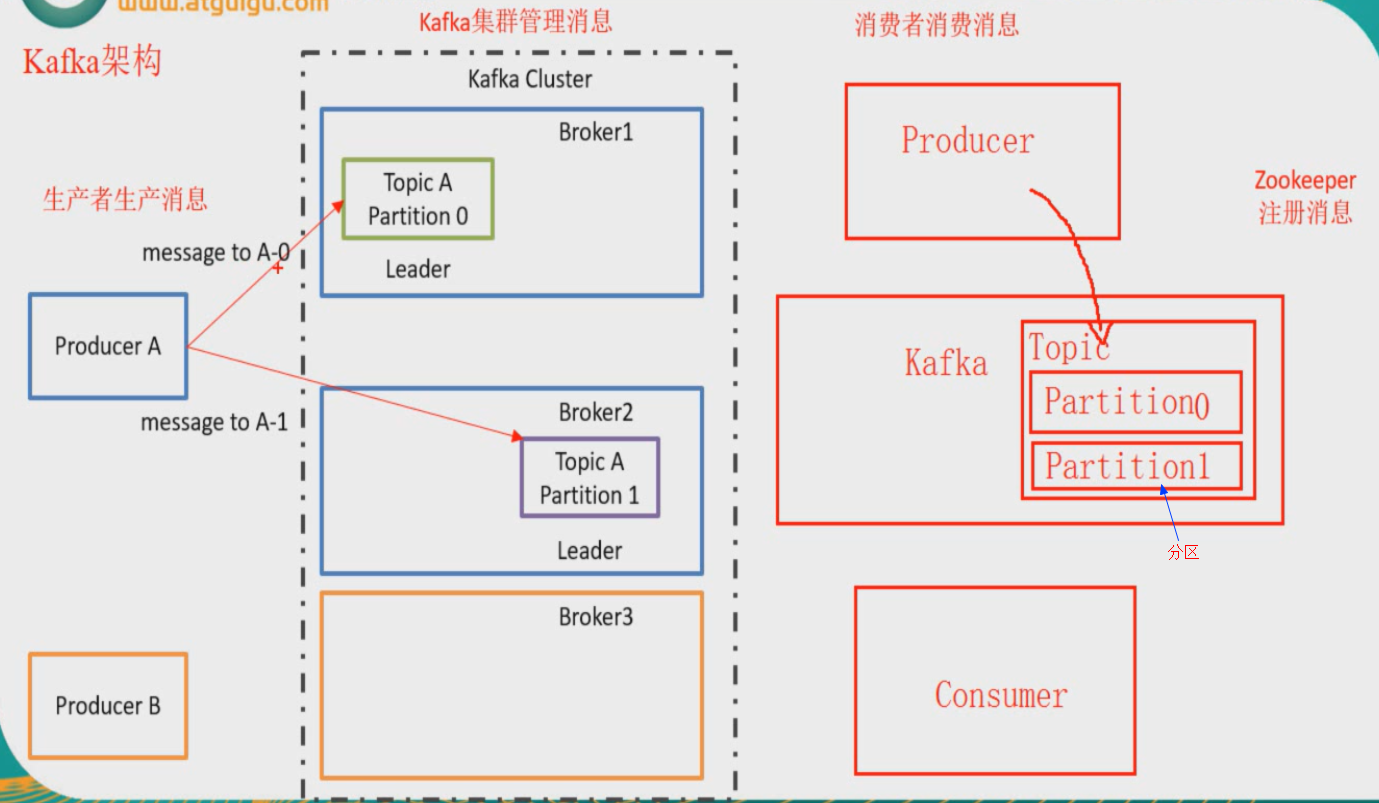 www.atguigu.com
Kafka架构
Kafka集群管理消息
消费者消费消息
Kafka Cluster
Broker1
Topic A
Partition 0
Leader
生产者生产消息
message to A-0
Producer A
message to A-1
Broker2
Topic A
Partition 1
Leader
Broker3
Producer B
Producer
Zookeeper
注册消息
Kafka
Topic
Partition0
Partition1
分区
Consumer